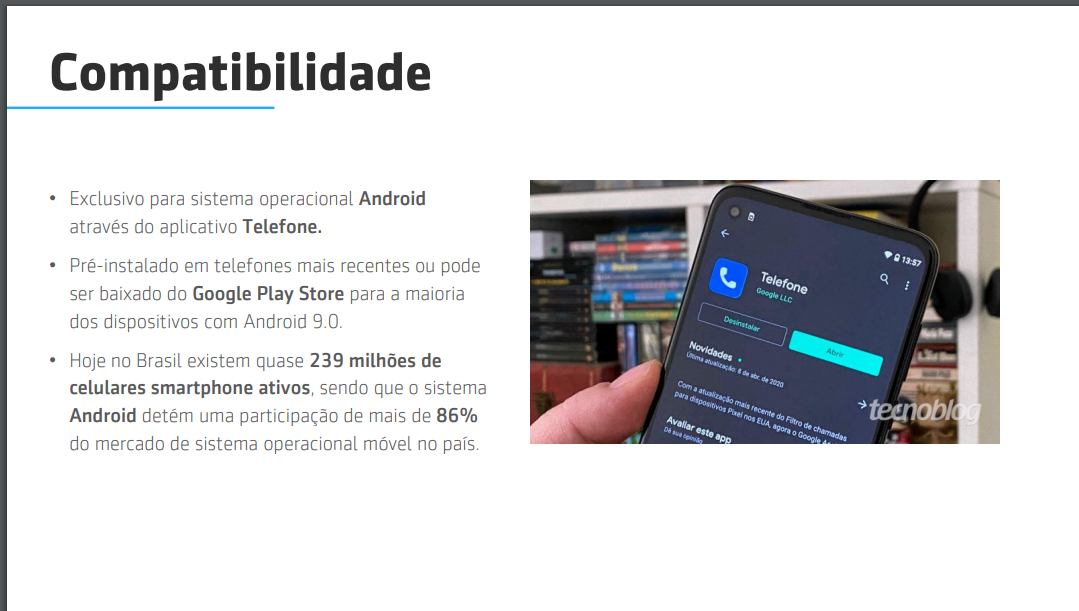 Compatibilidade
• Exclusivo para sistema operacional Android
através do aplicativo Telefone.
• Pré-instalado em telefones mais recentes ou pode
ser baixado do Google Play Store para a maioria
dos dispositivos com Android 9.0.
• Hoje no Brasil existem quase 239 milhões de
celulares smartphone ativos, sendo que o sistema
Android detém uma participação de mais de 86%
do mercado de sistema operacional móvel no país.
13:57
Telefone
Google LLC
Desinstalar
Abrir
Novidades •
Última atualização: 8 de abr. de 2020
Com a atualização mais recente do Filtro de chamadas
para dispositivos Pixel nos EUA, agora o Google
Avaliar este app
Dê sua opinião
tecnoblog